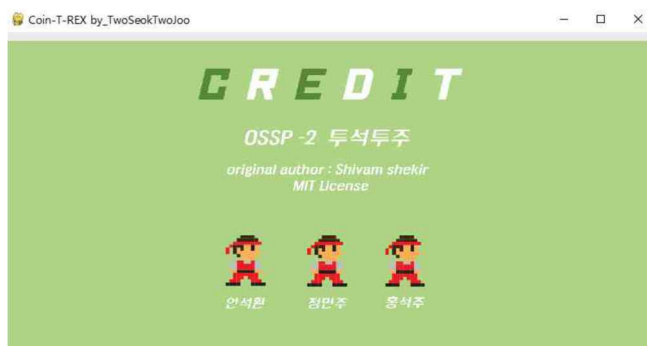 Coin-T-REX by_TwoSeokTwoJoo
CREDIT
OSSP -2 투석투주
original author : Shivam shekir
MIT License
안석환 정민주 홍석주